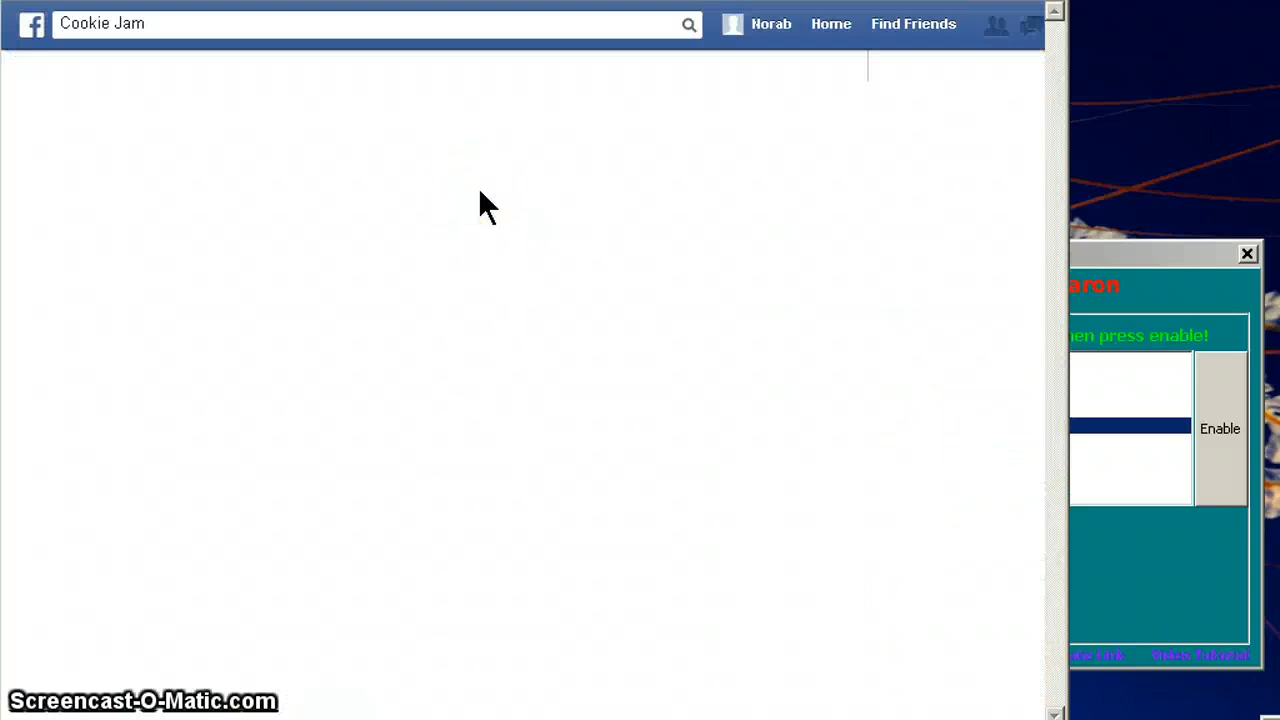 Cookie Jam
Norab Home Find Friends
aron
hen press enable!
Enable
Screencast-O-Matic.com